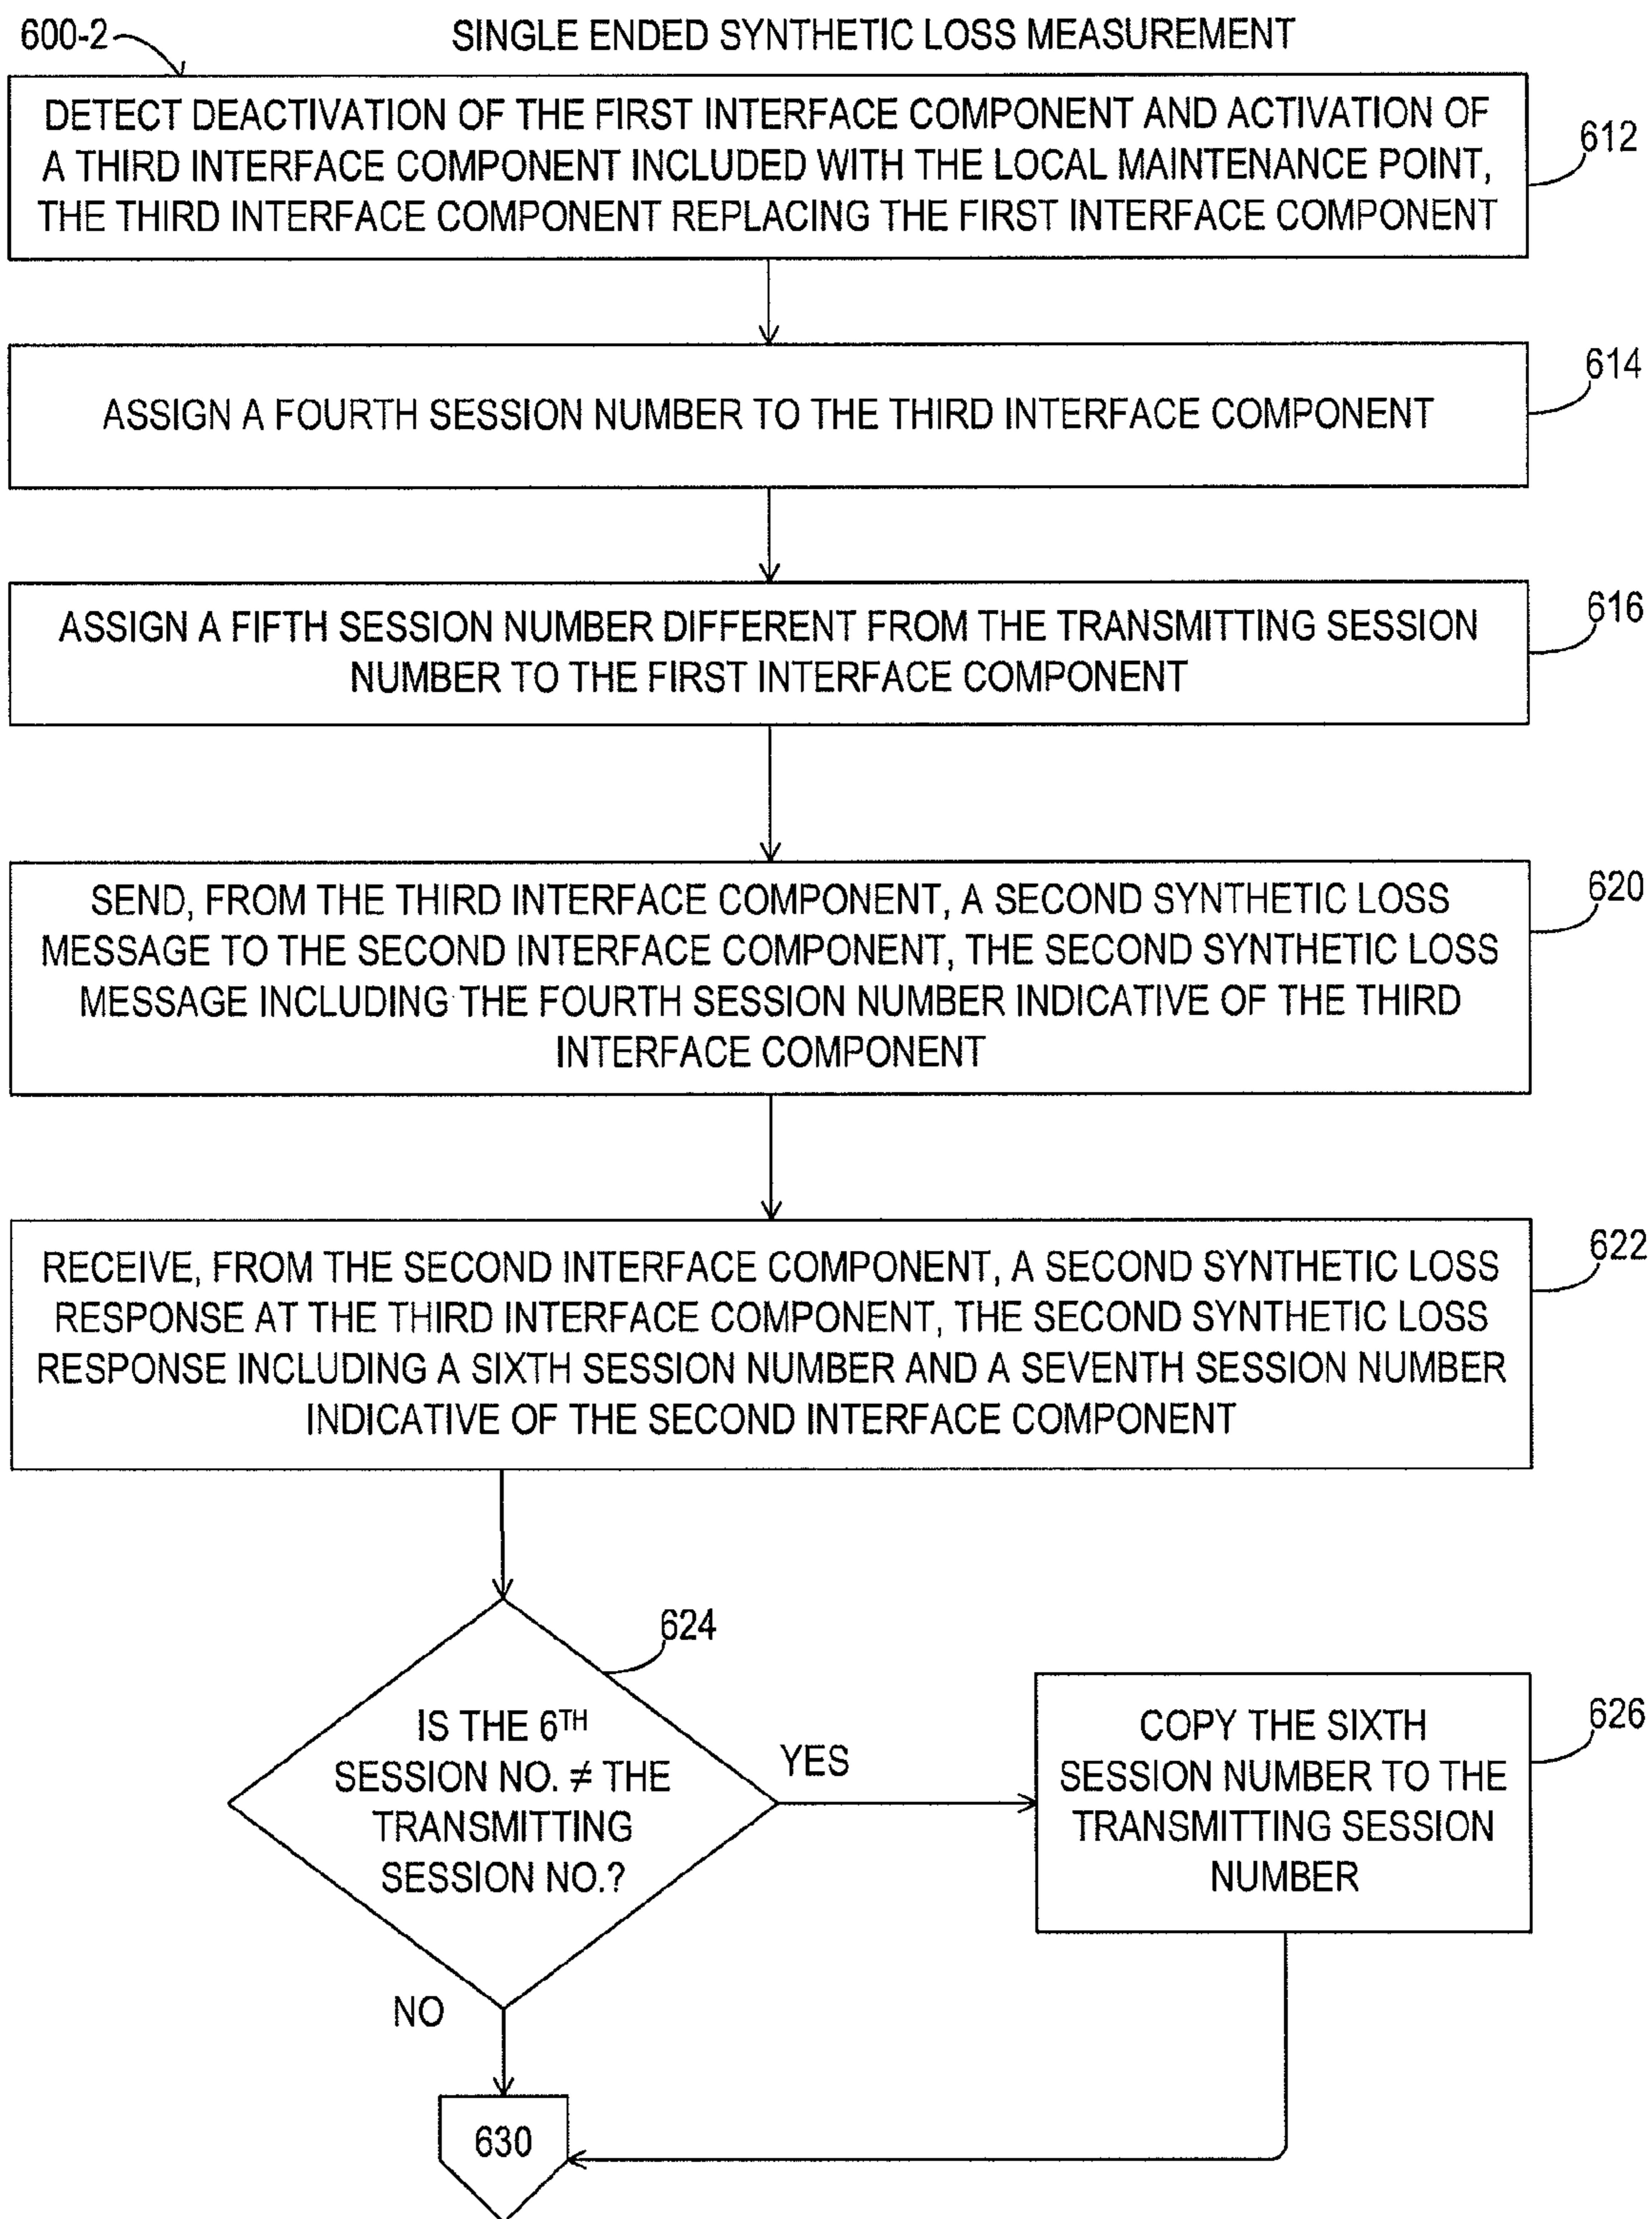 600-2
SINGLE ENDED SYNTHETIC LOSS MEASUREMENT
DETECT DEACTIVATION OF THE FIRST INTERFACE COMPONENT AND ACTIVATION OF
A THIRD INTERFACE COMPONENT INCLUDED WITH THE LOCAL MAINTENANCE POINT,
THE THIRD INTERFACE COMPONENT REPLACING THE FIRST INTERFACE COMPONENT
612
ASSIGN A FOURTH SESSION NUMBER TO THE THIRD INTERFACE COMPONENT
614
ASSIGN A FIFTH SESSION NUMBER DIFFERENT FROM THE TRANSMITTING SESSION
NUMBER TO THE FIRST INTERFACE COMPONENT
616
SEND, FROM THE THIRD INTERFACE COMPONENT, A SECOND SYNTHETIC LOSS
MESSAGE TO THE SECOND INTERFACE COMPONENT, THE SECOND SYNTHETIC LOSS
MESSAGE INCLUDING THE FOURTH SESSION NUMBER INDICATIVE OF THE THIRD
INTERFACE COMPONENT
620
RECEIVE, FROM THE SECOND INTERFACE COMPONENT, A SECOND SYNTHETIC LOSS
RESPONSE AT THE THIRD INTERFACE COMPONENT, THE SECOND SYNTHETIC LOSS
RESPONSE INCLUDING A SIXTH SESSION NUMBER AND A SEVENTH SESSION NUMBER
INDICATIVE OF THE SECOND INTERFACE COMPONENT
622
IS THE 6TH
SESSION NO. ≠ THE
TRANSMITTING
SESSION NO.?
624
YES
COPY THE SIXTH
SESSION NUMBER TO THE
TRANSMITTING SESSION
NUMBER
626
NO
630